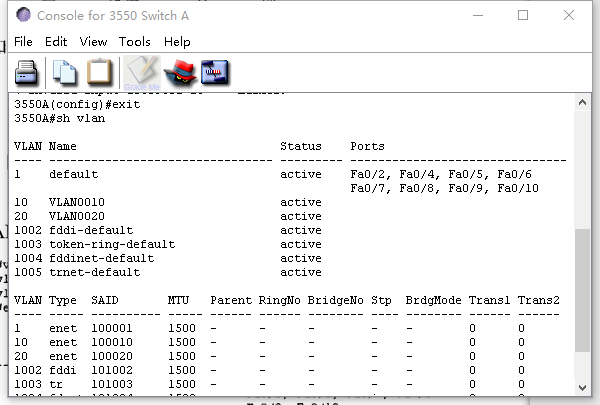 Console for 3550 Switch A
File Edit View Tools Help
Grade Me
3550A(config)#exit
3550A#sh vlan
VLAN Name Status Ports
---- -------------------------------- --------- -------------------------------
1 default active Fa0/2, Fa0/4, Fa0/5, Fa0/6
Fa0/7, Fa0/8, Fa0/9, Fa0/10
10 VLAN0010 active
20 VLAN0020 active
1002 fddi-default active
1003 token-ring-default active
1004 fddinet-default active
1005 trnet-default active
VLAN Type SAID MTU Parent RingNo BridgeNo Stp BrdgMode Trans1 Trans2
---- ----- ---------- ----- ------ ------ -------- ---- -------- ------ ------
1 enet 100001 1500 - - - - - 0 0
10 enet 100010 1500 - - - - - 0 0
20 enet 100020 1500 - - - - - 0 0
1002 fddi 101002 1500 - - - - - 0 0
1003 tr 101003 1500 - - - - - 0 0